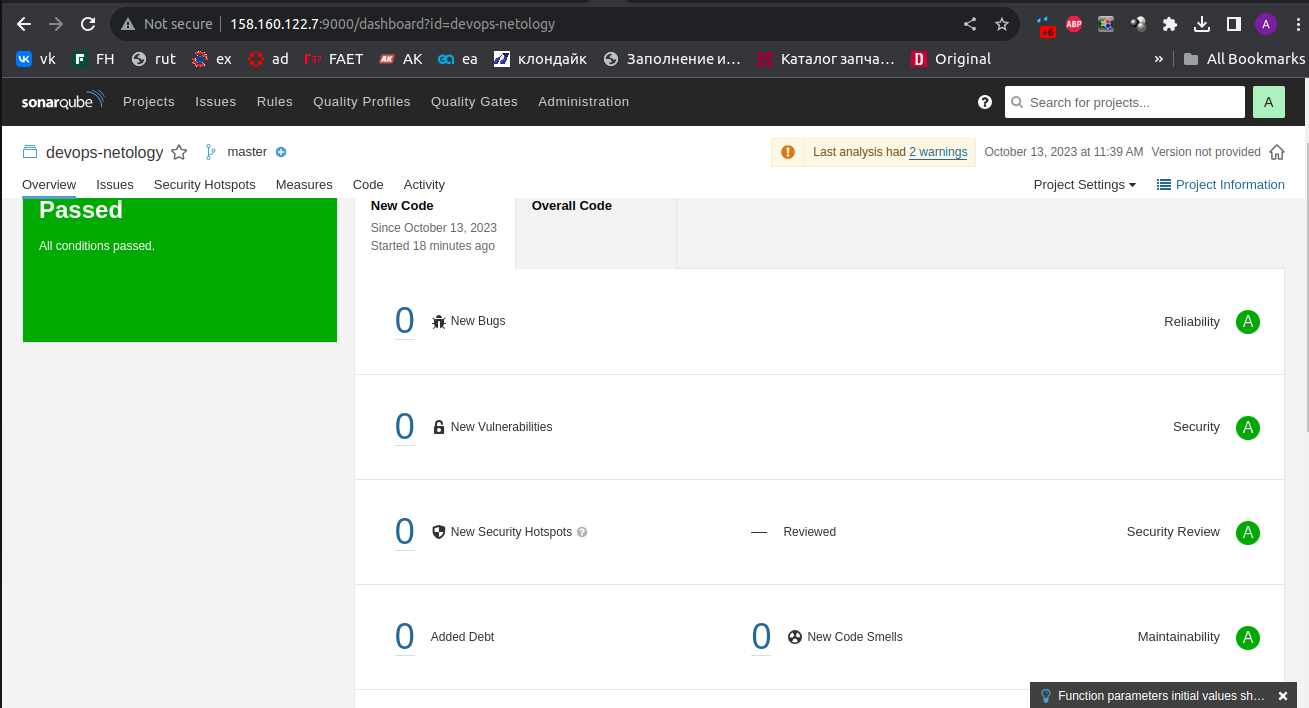 Not secure 158.160.122.7:9000/dashboard?id=devops-netology ABP A
+6
vk FH rut ex ad F37 FAET AK AK ea клондайк Заполнение и... Каталог запча... D Original » All Bookmarks
sonarqube Projects Issues Rules Quality Profiles Quality Gates Administration ? Search for projects... A
devops-netology master Last analysis had 2 warnings October 13, 2023 at 11:39 AM Version not provided
Overview Issues Security Hotspots Measures Code Activity Project Settings Project Information
Passed
All conditions passed.
New Code
Since October 13, 2023
Started 18 minutes ago
Overall Code
0 New Bugs Reliability A
0 New Vulnerabilities Security A
0 New Security Hotspots ? — Reviewed Security Review A
0 Added Debt 0 New Code Smells Maintainability A
Function parameters initial values sh...